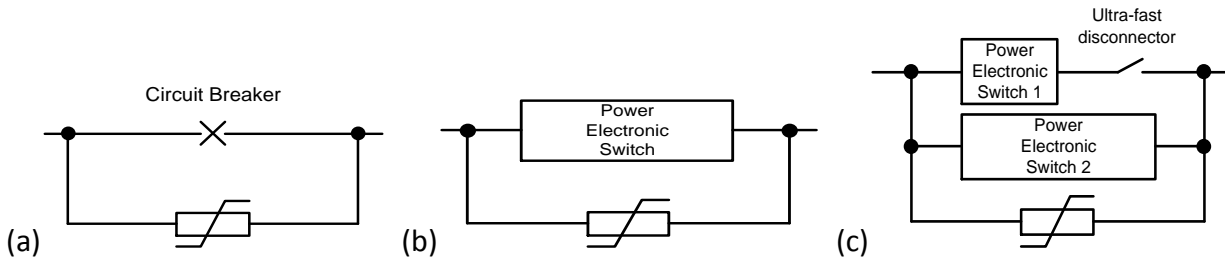 Circuit Breaker
(a)
Power
Electronic
Switch
(b)
Ultra-fast
disconnector
Power
Electronic
Switch 1
Power
Electronic
Switch 2
(c)